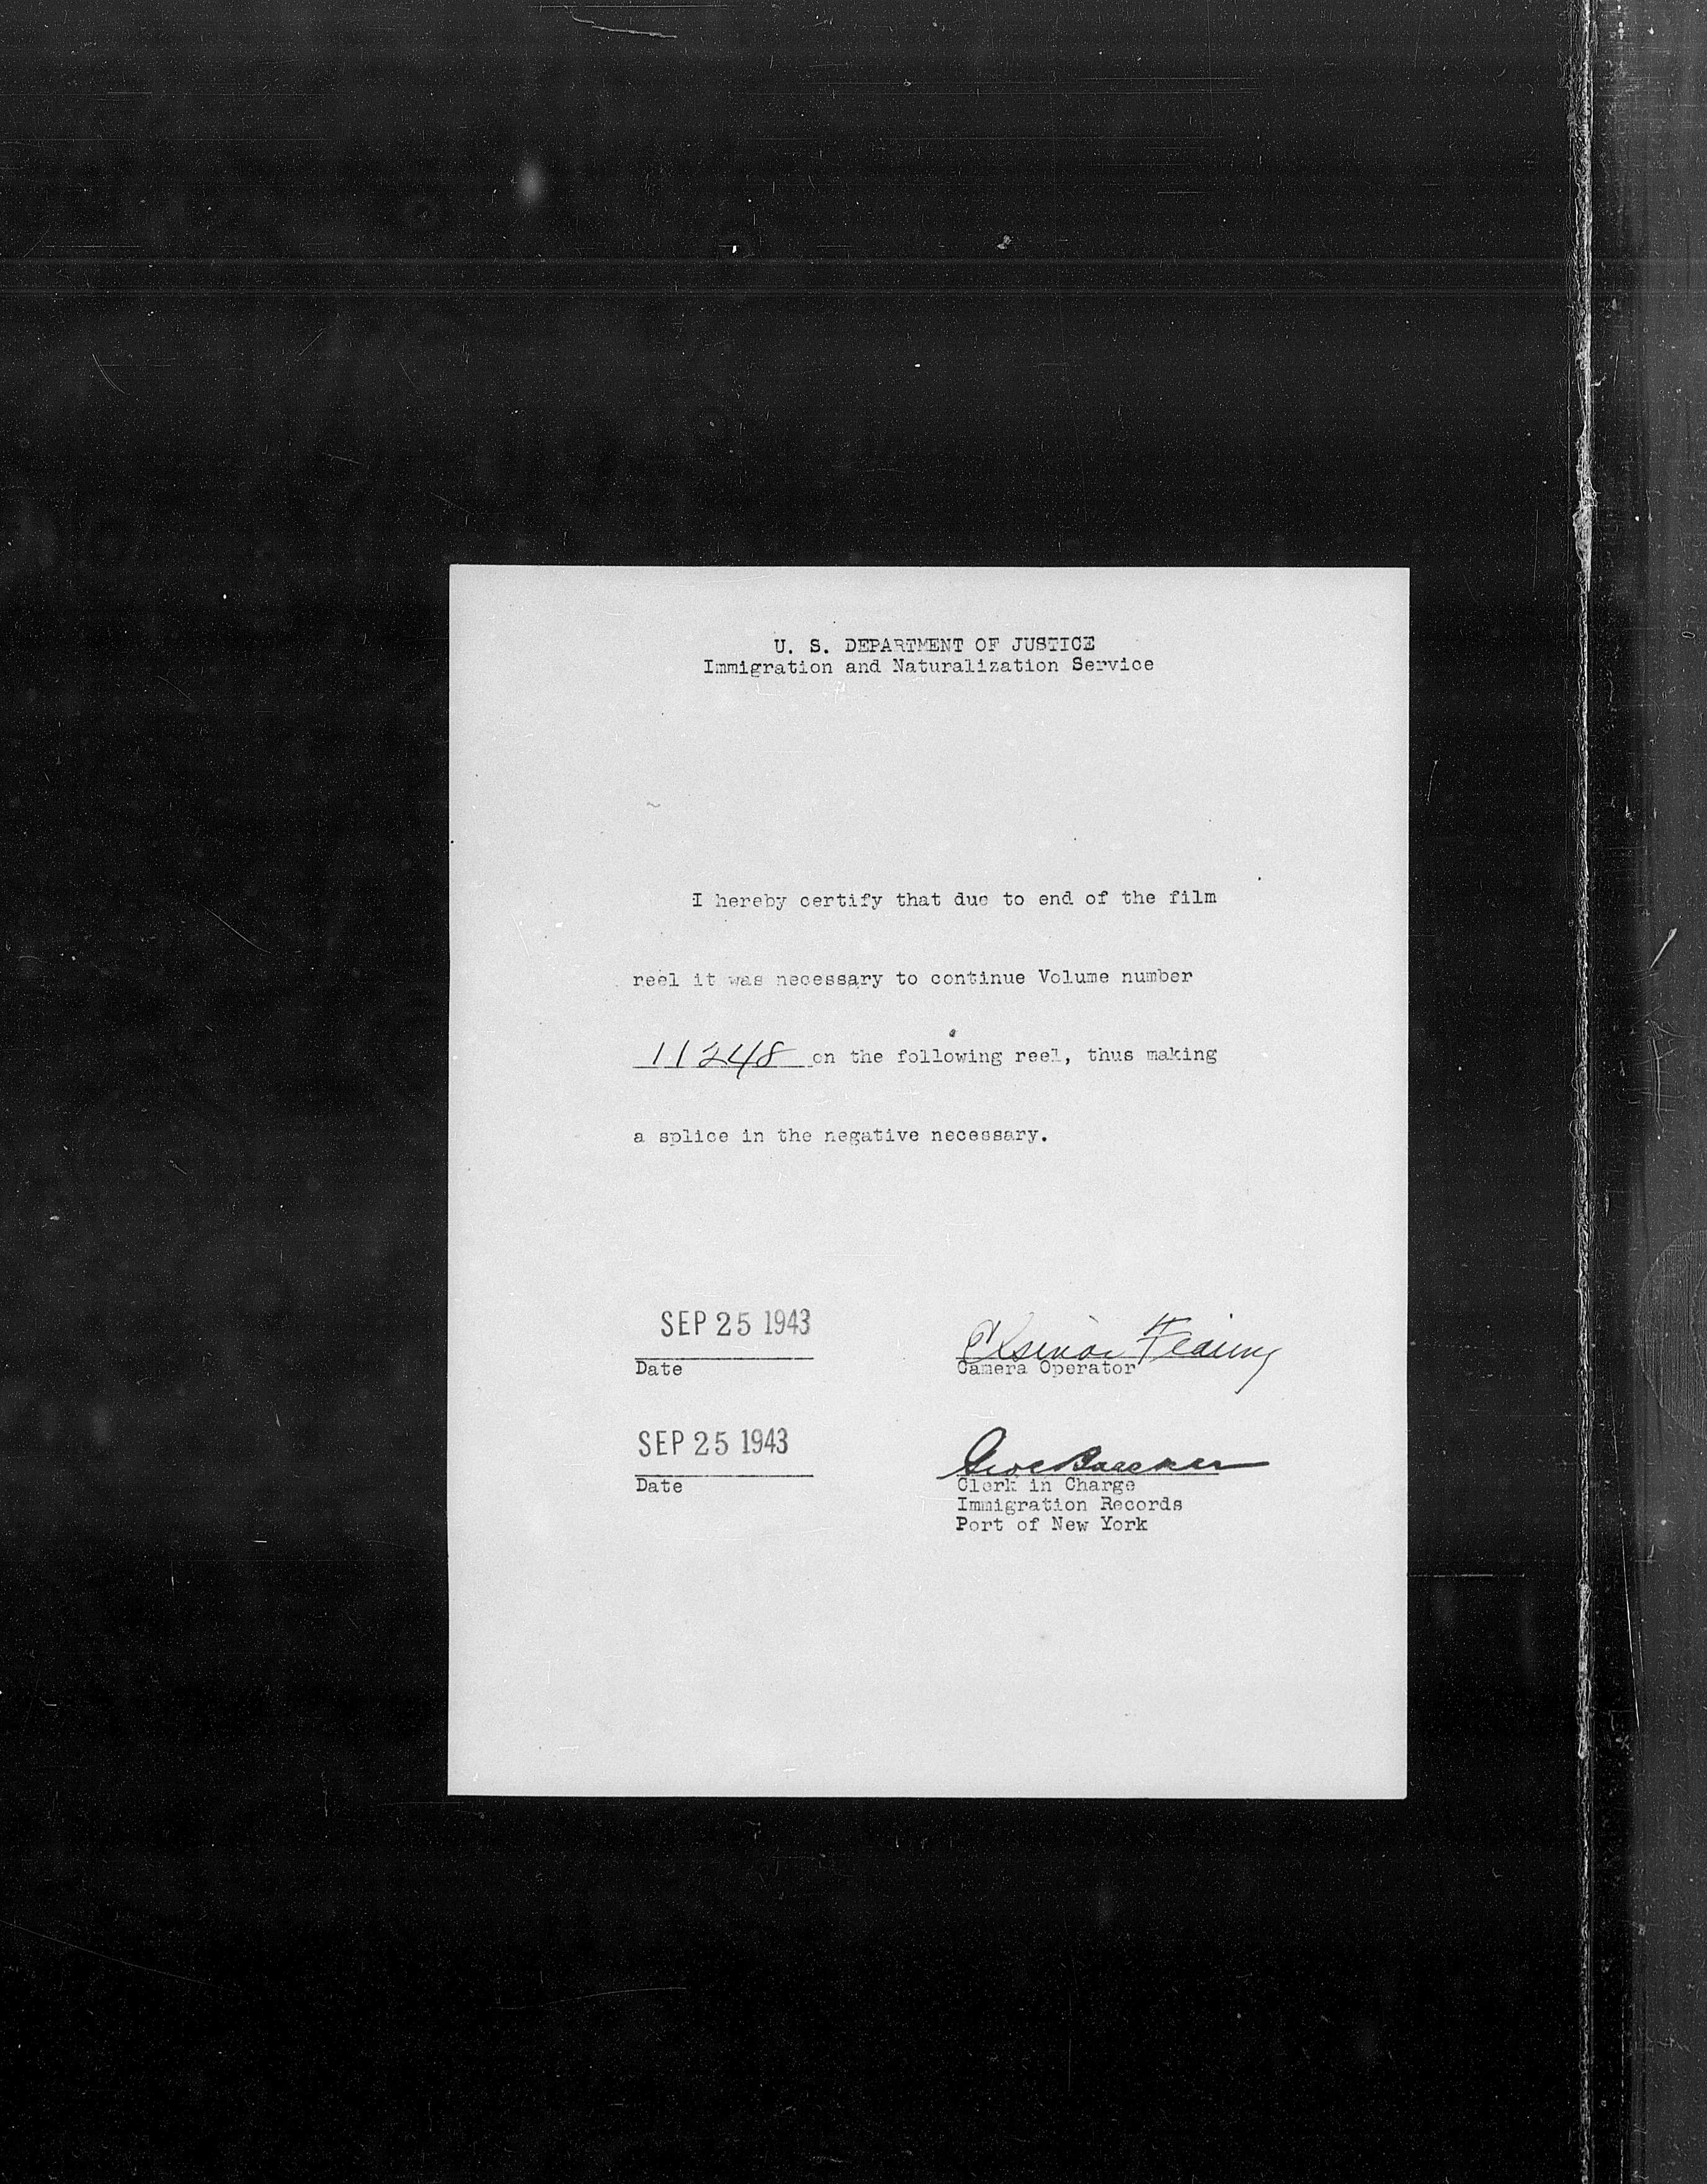 U. S. DEPARTMENT OF JUSTICE
Immigration and Naturalization Service
I hereby certify that due to end of the film
reel it was necessary to continue Volume number
11248 on the following reel, thus making
a splice in the negative necessary.
SEP 25 1943
Date
Camera Operator
SEP 25 1943
Date
Clerk in Charge
Immigration Records
Port of New York